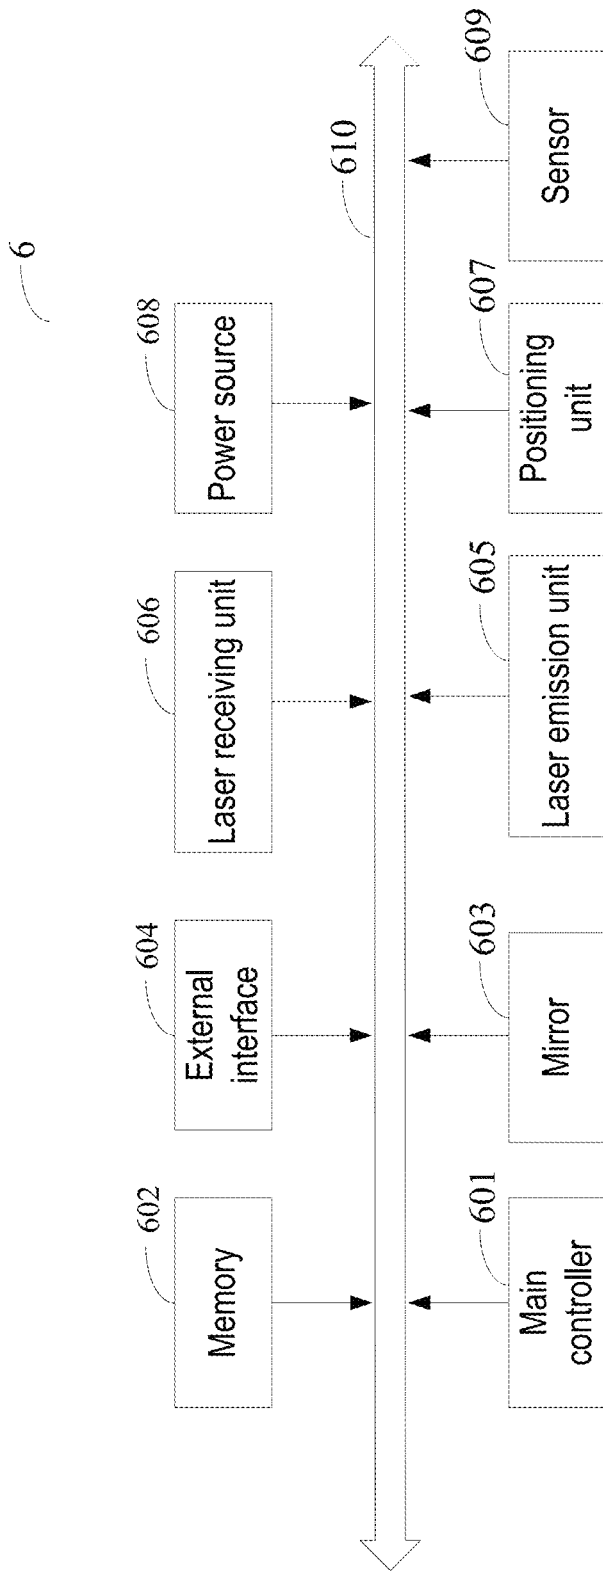 6
602
Memory
604
External
interface
606
Laser receiving unit
608
Power source
610
601
Main
controller
603
Mirror
605
Laser emission unit
607
Positioning
unit
609
Sensor